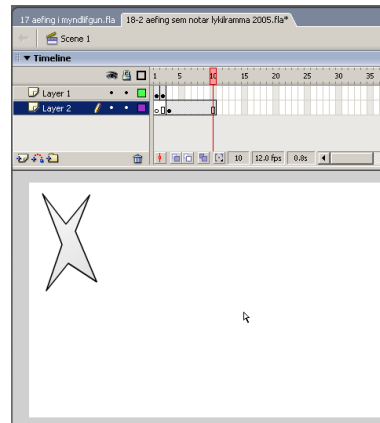 17 aefing i myndlifgun.fla 18-2 aefing sem notar lykilramma 2005.fla*
Scene 1
Timeline
1 5 10 15 20 25 30 35
Layer 1
Layer 2
10 12.0 fps 0.8s